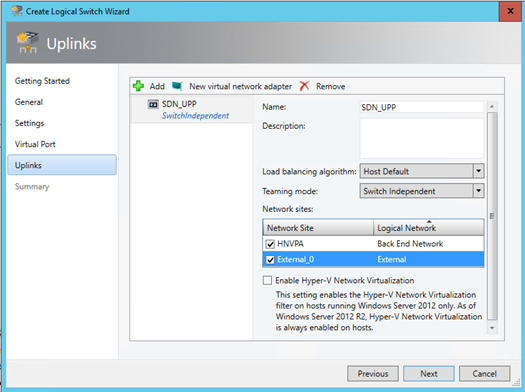 Create Logical Switch Wizard
x
Uplinks
Getting Started
General
Settings
Virtual Port
Uplinks
Summary
Add New virtual network adapter Remove
SDN_UPP
SwitchIndependent
Name: SDN_UPP
Description:
Load balancing algorithm: Host Default
Teaming mode: Switch Independent
Network sites:
Network Site Logical Network
HNVPA Back End Network
External_0 External
Enable Hyper-V Network Virtualization
This setting enables the Hyper-V Network Virtualization
filter on hosts running Windows Server 2012 only. As of
Windows Server 2012 R2, Hyper-V Network Virtualization
is always enabled on hosts.
Previous Next Cancel